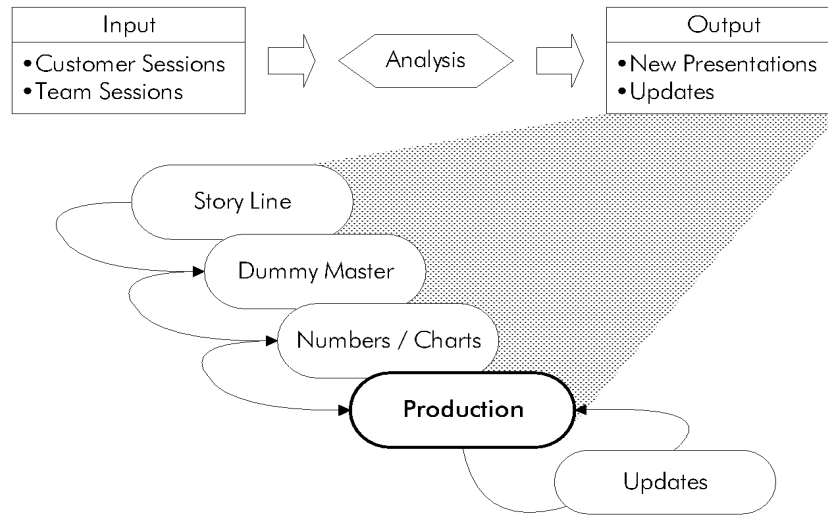 Input
•Customer Sessions
•Team Sessions
Analysis
Output
•New Presentations
•Updates
Story Line
Dummy Master
Numbers / Charts
Production
Updates